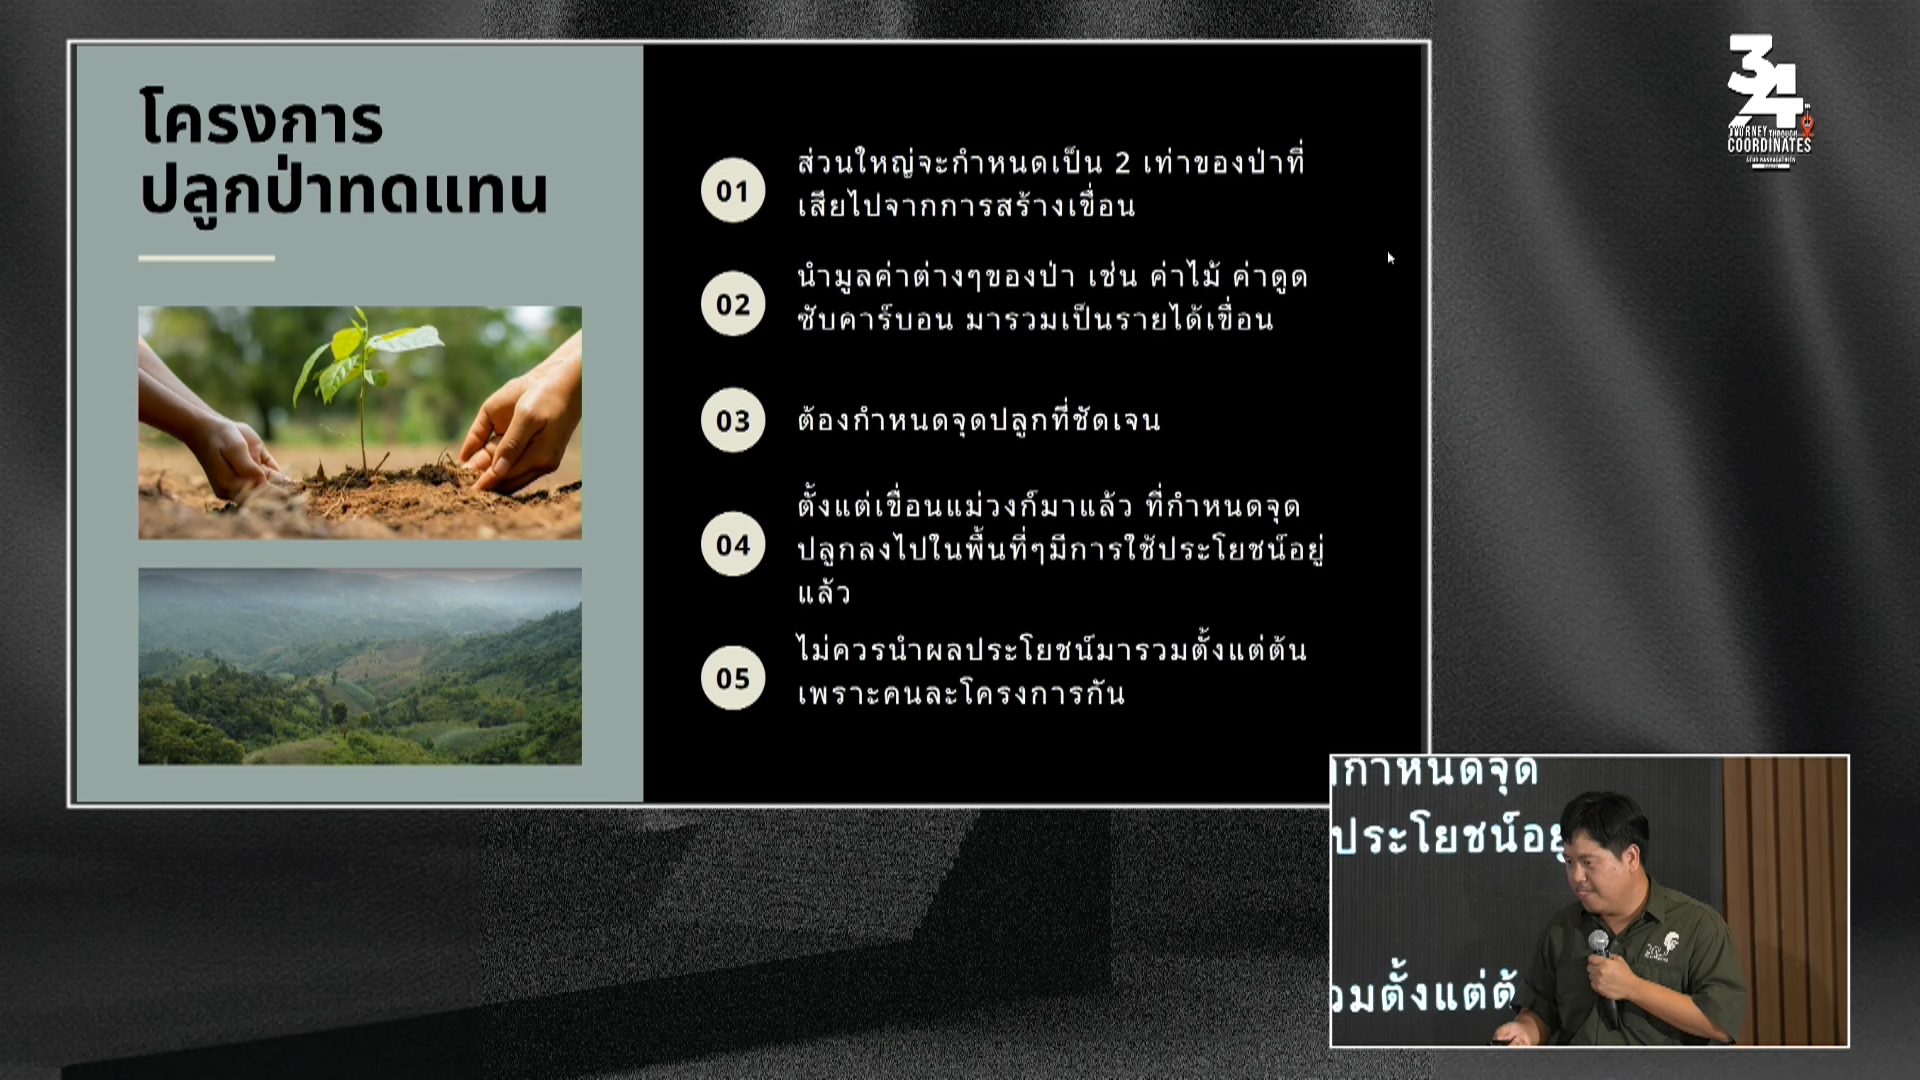 โครงการ
ปลูกป่าทดแทน
01
ส่วนใหญ่จะกำหนดเป็น 2 เท่าของป่าที่
เสียไปจากการสร้างเขื่อน
02
นำมูลค่าต่างๆของป่า เช่น ค่าไม้ ค่าดูด
ซับคาร์บอน มารวมเป็นรายได้เขื่อน
03
ต้องกำหนดจุดปลูกที่ชัดเจน
04
ตั้งแต่เขื่อนแม่วงก์มาแล้ว ที่กำหนดจุด
ปลูกลงไปในพื้นที่ๆมีการใช้ประโยชน์อยู่
แล้ว
05
ไม่ควรนำผลประโยชน์มารวมตั้งแต่ต้น
เพราะคนละโครงการกัน
34
JOURNEY THROUGH
COORDINATES
กำหนดจุด
ประโยชน์อยู่
วมตั้งแต่ต้